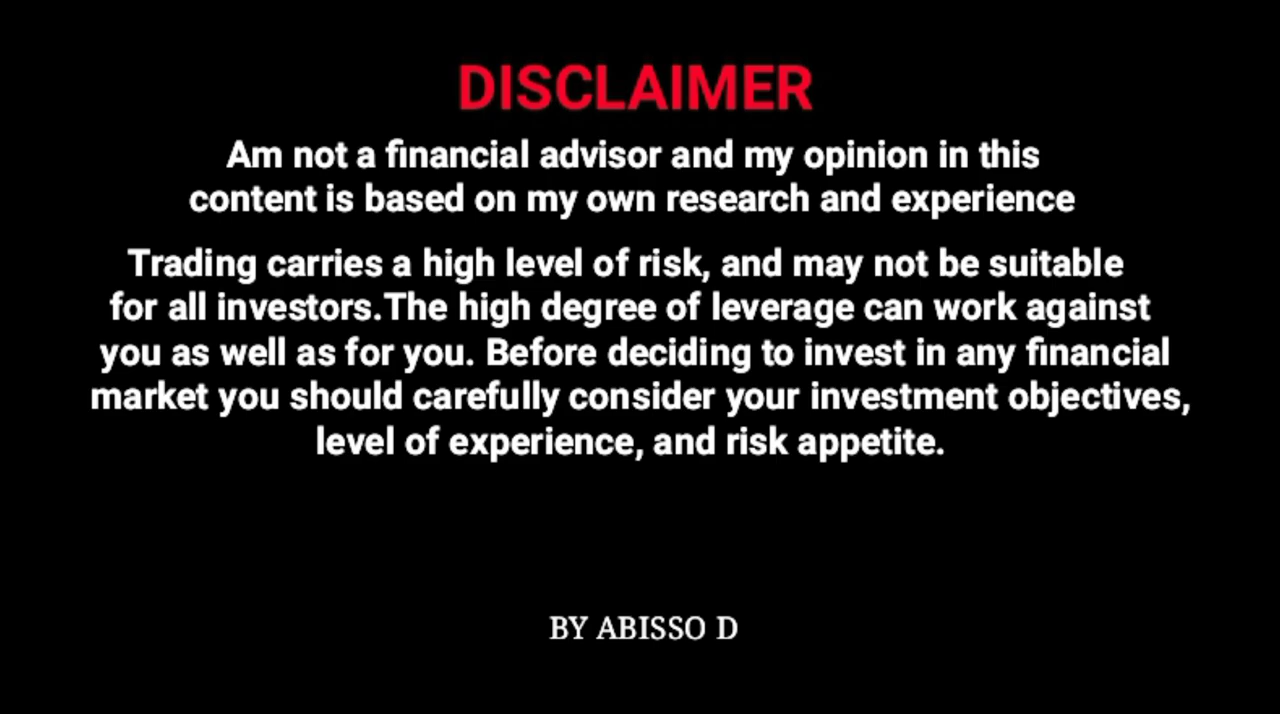 DISCLAIMER
Am not a financial advisor and my opinion in this
content is based on my own research and experience
Trading carries a high level of risk, and may not be suitable
for all investors.The high degree of leverage can work against
you as well as for you. Before deciding to invest in any financial
market you should carefully consider your investment objectives,
level of experience, and risk appetite.
BY ABISSO D